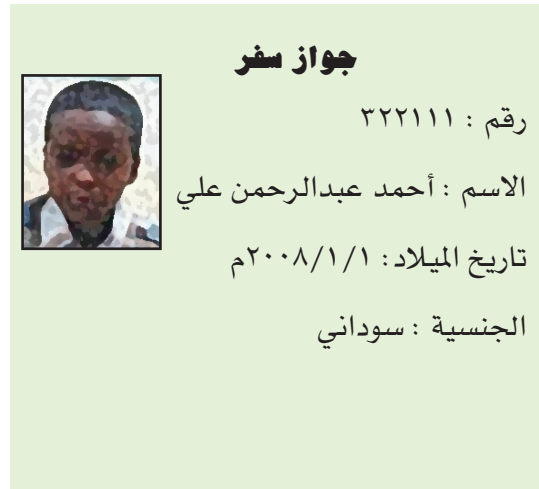 جواز سفر
رقم : ٣٢٢١١١
الاسم : أحمد عبدالرحمن علي
تاريخ الميلاد : ٢٠٠٨/١/١م
الجنسية : سوداني